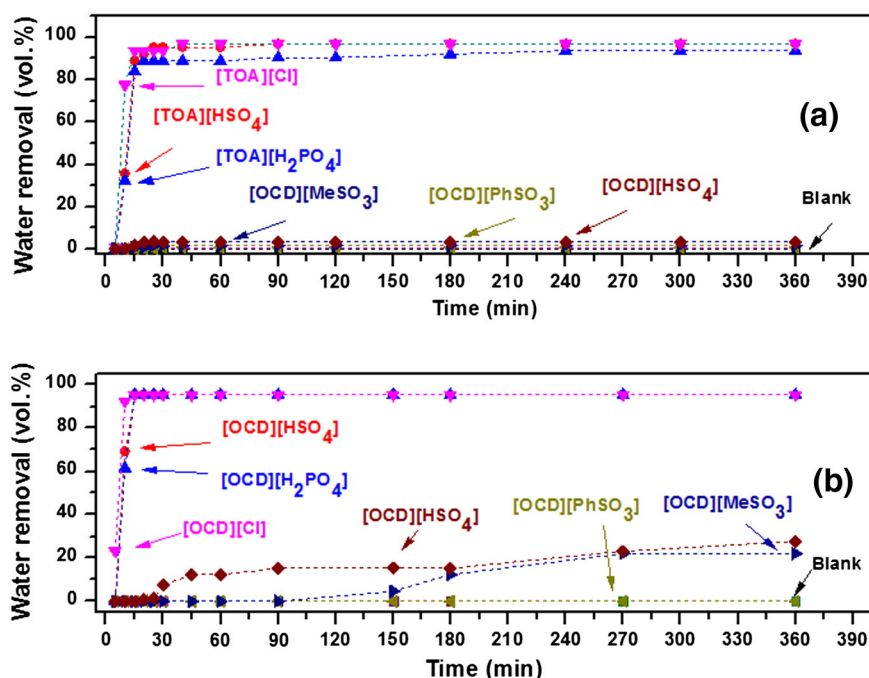 Water removal (vol.%)
100
80
60
40
20
0
[TOA][Cl]
[TOA][HSO4]
[TOA][H2PO4]
[OCD][MeSO3]
[OCD][PhSO3]
[OCD][HSO4]
Blank
(a)
0 30 60 90 120 150 180 210 240 270 300 330 360 390
Time (min)
Water removal (vol.%)
100
80
60
40
20
0
[OCD][HSO4]
[OCD][H2PO4]
[OCD][Cl]
[OCD][HSO4]
[OCD][PhSO3]
[OCD][MeSO3]
Blank
(b)
0 30 60 90 120 150 180 210 240 270 300 330 360 390
Time (min)